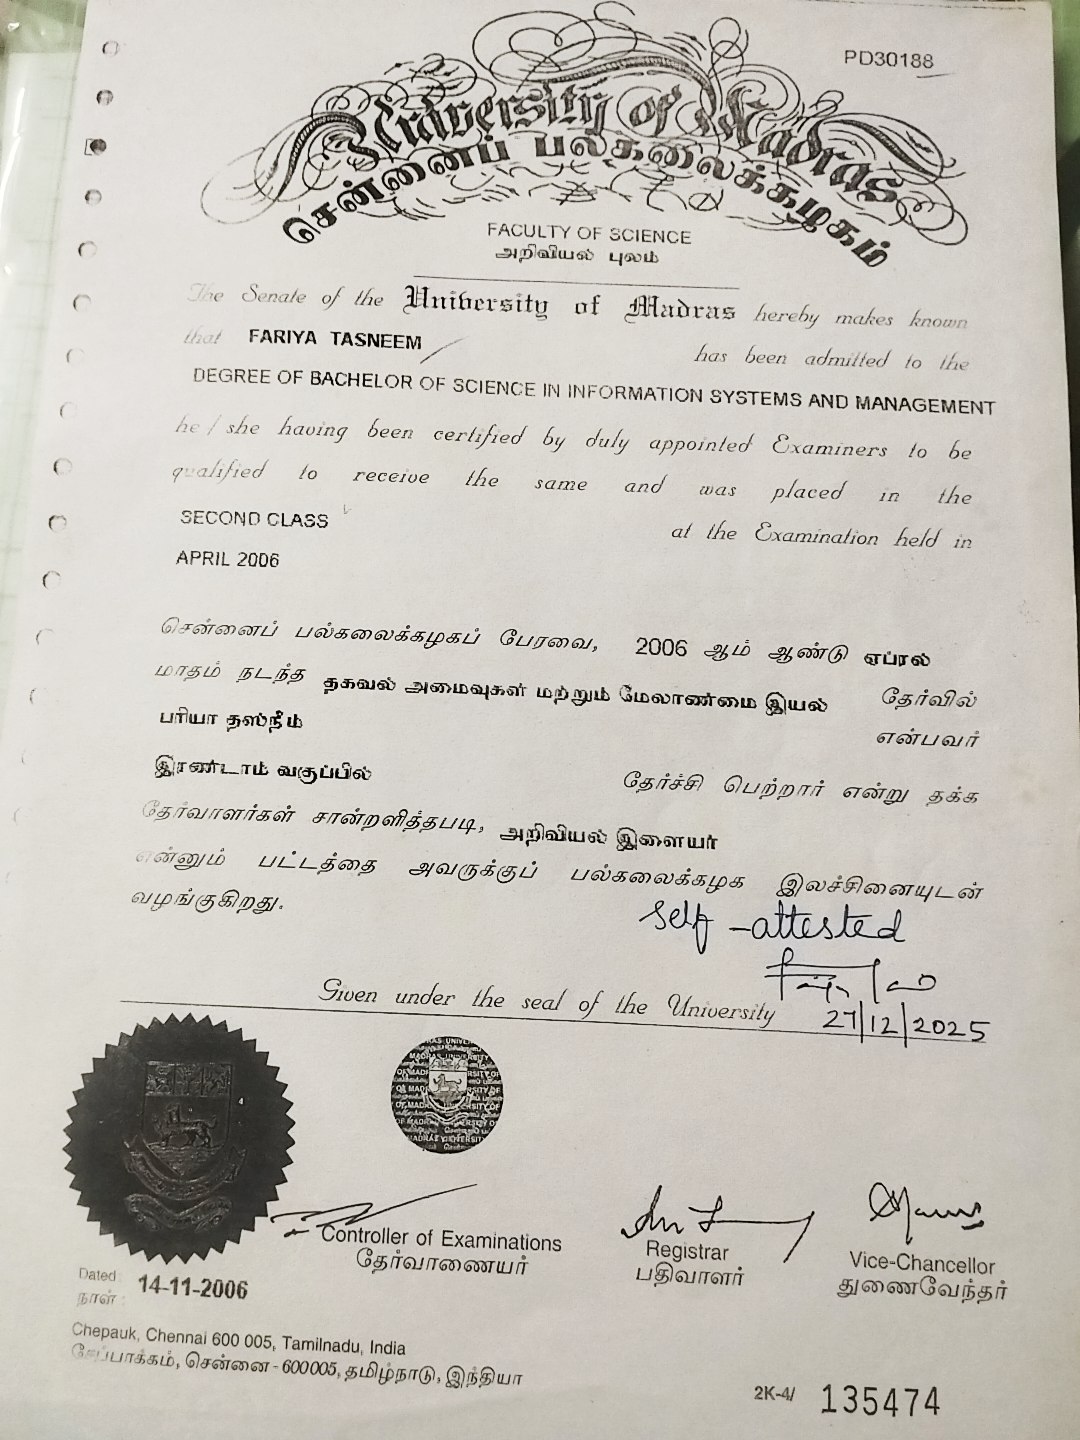 PD30188
University of Madras
சென்னைப் பல்கலைக்கழகம்
FACULTY OF SCIENCE
அறிவியல் புலம்
The Senate of the University of Madras hereby makes known
that FARIYA TASNEEM has been admitted to the
DEGREE OF BACHELOR OF SCIENCE IN INFORMATION SYSTEMS AND MANAGEMENT
he / she having been certified by duly appointed Examiners to be
qualified to receive the same and was placed in the
SECOND CLASS at the Examination held in
APRIL 2006
சென்னைப் பல்கலைக்கழகப் பேரவை, 2006 ஆம் ஆண்டு ஏப்ரல்
மாதம் நடந்த தகவல் அமைவுகள் மற்றும் மேலாண்மை இயல் தேர்வில்
பரியா தஸ்நீம் என்பவர்
இரண்டாம் வகுப்பில் தேர்ச்சி பெற்றார் என்று தக்க
தேர்வாளர்கள் சான்றளித்தபடி, அறிவியல் இளையர்
என்னும் பட்டத்தை அவருக்குப் பல்கலைக்கழக இலச்சினையுடன்
வழங்குகிறது.
Self-attested
Given under the seal of the University
27/12/2025
Controller of Examinations
தேர்வாணையர்
Registrar
பதிவாளர்
Vice-Chancellor
துணைவேந்தர்
Dated
நாள் : 14-11-2006
Chepauk, Chennai 600 005, Tamilnadu, India
சேப்பாக்கம், சென்னை - 600005, தமிழ்நாடு, இந்தியா
2K-4/ 135474